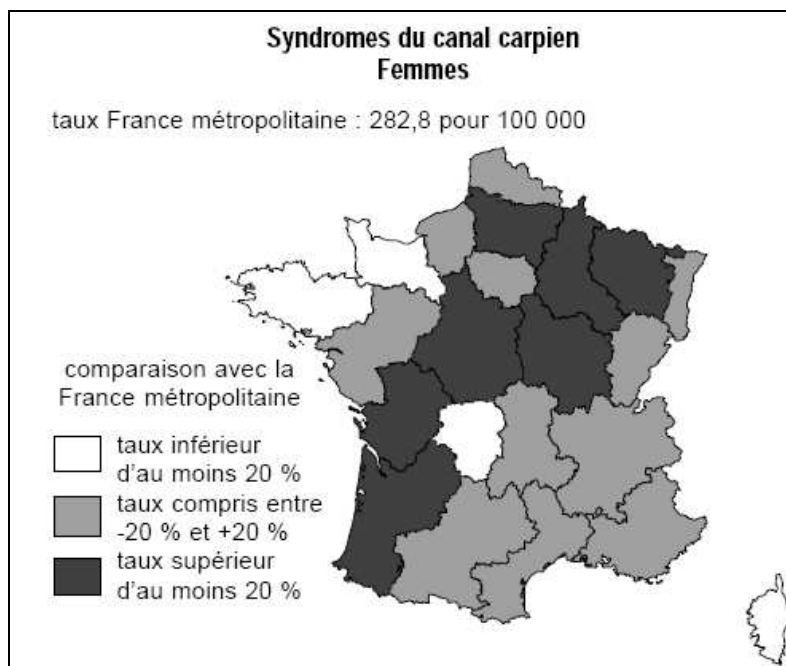 Syndromes du canal carpien
Femmes
taux France métropolitaine : 282,8 pour 100 000
comparaison avec la
France métropolitaine
taux inférieur
d'au moins 20 %
taux compris entre
-20 % et +20 %
taux supérieur
d'au moins 20 %